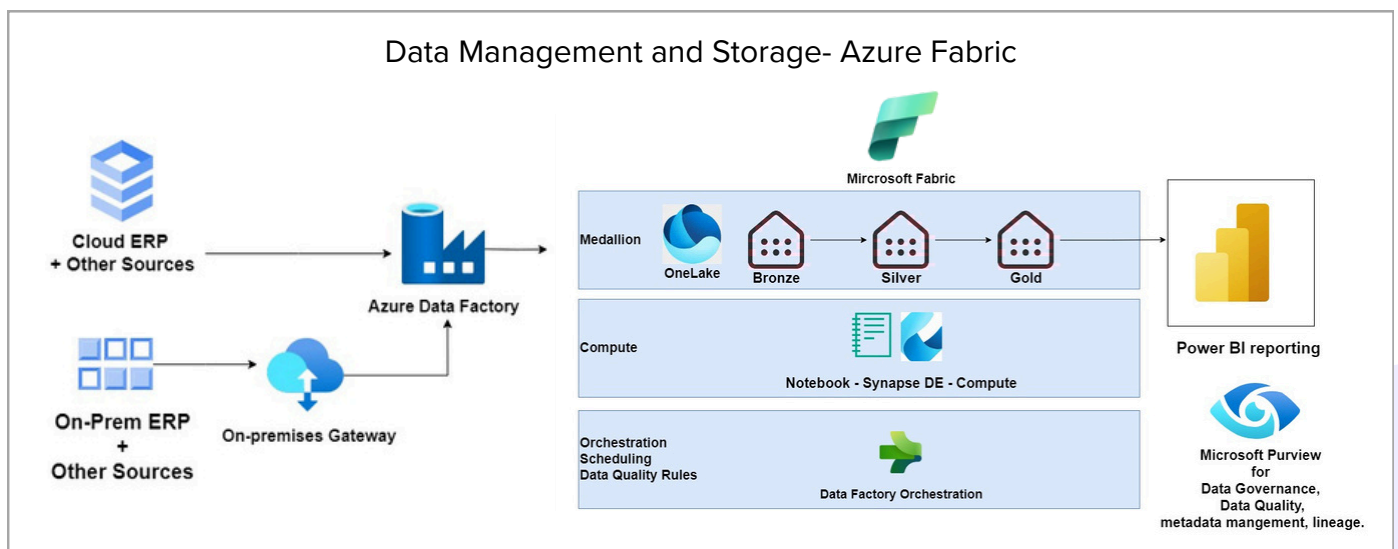 Data Management and Storage- Azure Fabric
Mircrosoft Fabric
Cloud ERP
+ Other Sources
Azure Data Factory
On-Prem ERP
+
Other Sources
On-premises Gateway
Medallion
OneLake
Bronze
Silver
Gold
Compute
Notebook - Synapse DE - Compute
Orchestration
Scheduling
Data Quality Rules
Data Factory Orchestration
Power BI reporting
Microsoft Purview
for
Data Governance,
Data Quality,
metadata mangement, lineage.